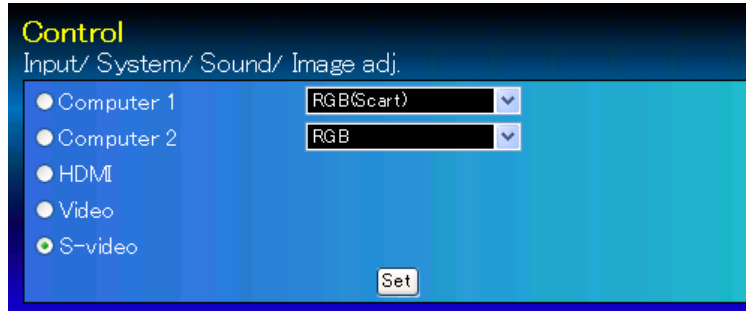 Control
Input/ System/ Sound/ Image adj.
Computer 1 RGB(Scart)
Computer 2 RGB
HDMI
Video
S-video
Set